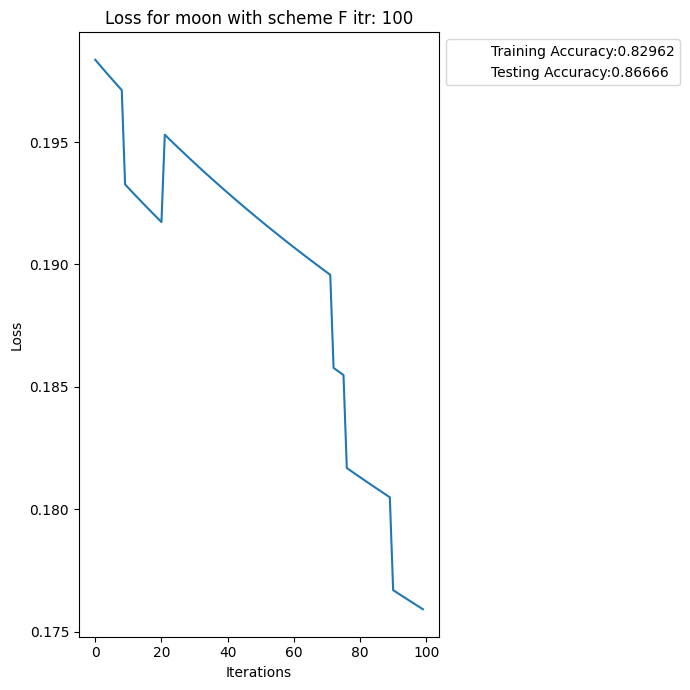 Loss for moon with scheme F itr: 100
Training Accuracy:0.82962
Testing Accuracy:0.86666
0.195
0.190
0.185
0.180
0.175
Loss
0 20 40 60 80 100
Iterations